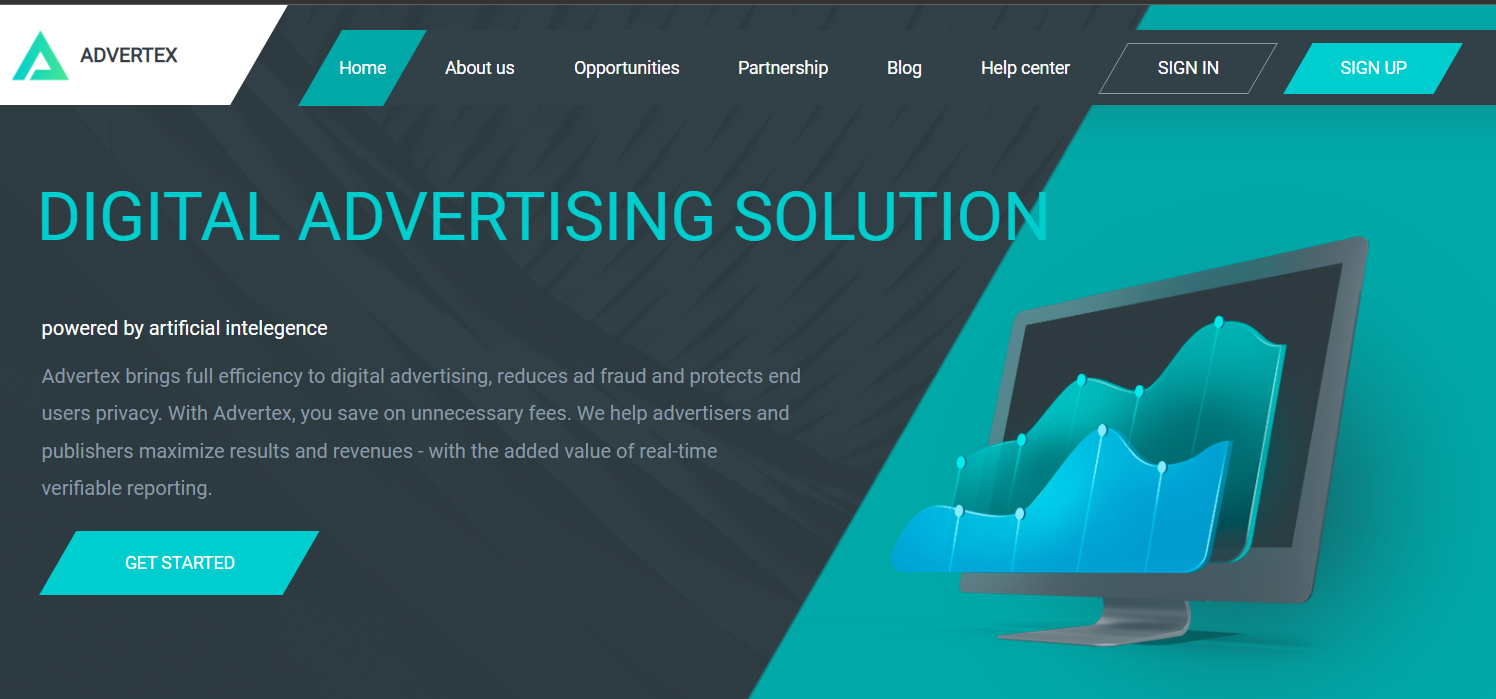 ADVERTEX
Home
About us
Opportunities
Partnership
Blog
Help center
SIGN IN
SIGN UP
DIGITAL ADVERTISING SOLUTION
powered by artificial intelegence
Advertex brings full efficiency to digital advertising, reduces ad fraud and protects end
users privacy. With Advertex, you save on unnecessary fees. We help advertisers and
publishers maximize results and revenues - with the added value of real-time
verifiable reporting.
GET STARTED